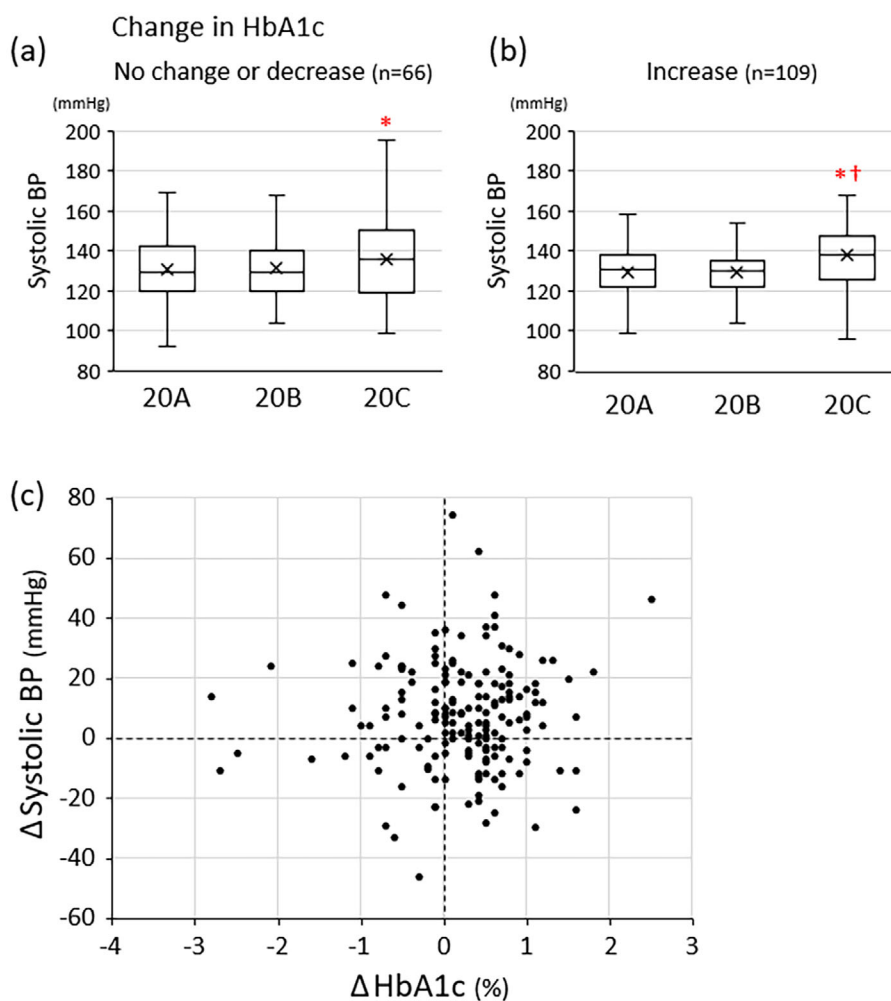 Change in HbA1c
(a)
No change or decrease (n=66)
(mmHg)
Systolic BP
200
180
160
140
120
100
80
*
20A 20B 20C
(b)
Increase (n=109)
(mmHg)
Systolic BP
200
180
160
140
120
100
80
*†
20A 20B 20C
(c)
ΔSystolic BP (mmHg)
80
60
40
20
0
-20
-40
-60
-4 -3 -2 -1 0 1 2 3
ΔHbA1c (%)